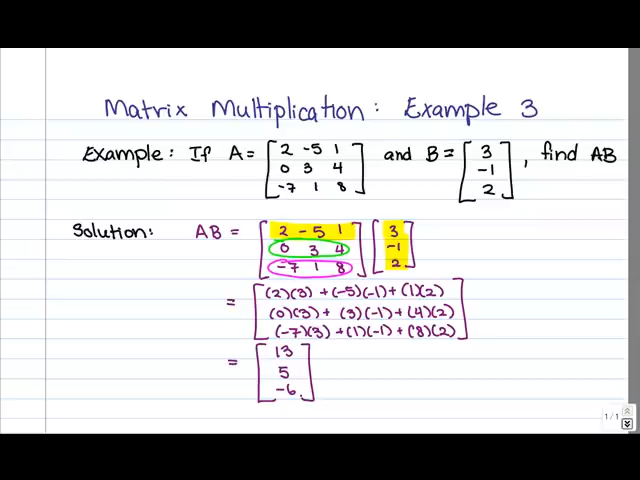 Matrix Multiplication: Example 3
Example: If A = [ 2 -5 1 and B = [ 3 ], find AB
0 3 4 -1
-7 1 8 ] 2
Solution: AB = [ 2 -5 1 ] [ 3 ]
0 3 4 -1
-7 1 8 2
= [ (2)(3) + (-5)(-1) + (1)(2)
(0)(3) + (3)(-1) + (4)(2)
(-7)(3) + (1)(-1) + (8)(2) ]
= [ 13
5
-6 ]
1/1